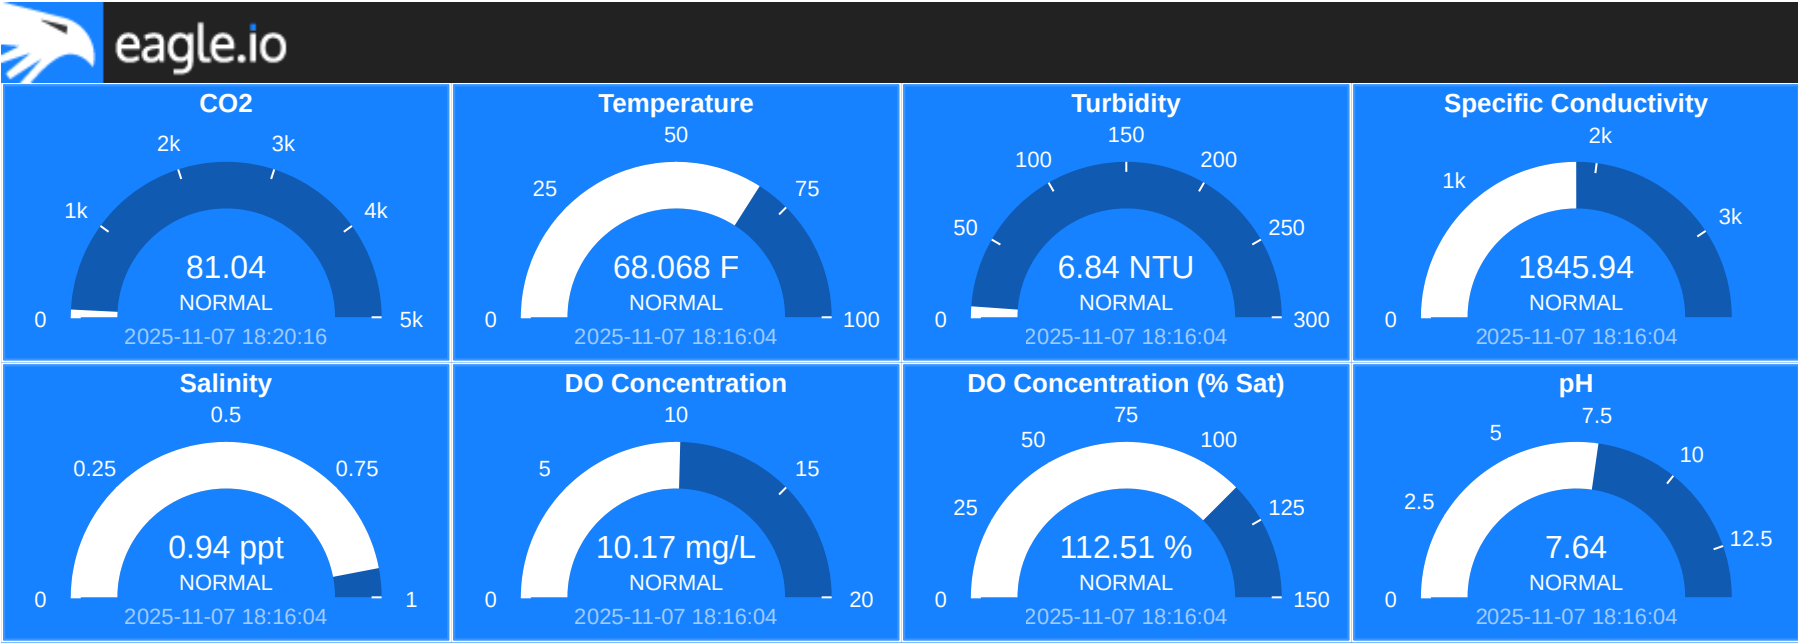 eagle.io
CO2
2k
3k
1k
4k
81.04
NORMAL
0
5k
2025-11-07 18:20:16
Temperature
50
25
75
68.068 F
NORMAL
0
100
2025-11-07 18:16:04
Turbidity
150
100
200
50
250
6.84 NTU
NORMAL
0
300
2025-11-07 18:16:04
Specific Conductivity
2k
1k
3k
1845.94
NORMAL
0
2025-11-07 18:16:04
Salinity
0.5
0.25
0.75
0.94 ppt
NORMAL
0
1
2025-11-07 18:16:04
DO Concentration
10
5
15
10.17 mg/L
NORMAL
0
20
2025-11-07 18:16:04
DO Concentration (% Sat)
75
50
100
25
125
112.51 %
NORMAL
0
150
2025-11-07 18:16:04
pH
7.5
5
10
2.5
12.5
7.64
NORMAL
0
2025-11-07 18:16:04